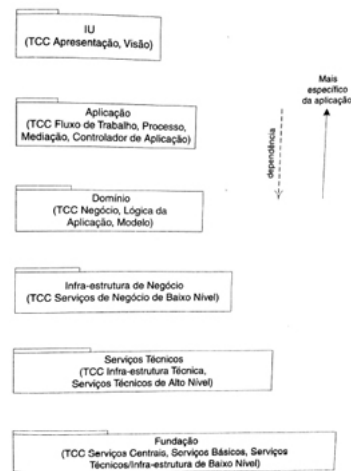 IU
(TCC Apresentação, Visão)
Aplicação
(TCC Fluxo de Trabalho, Processo,
Mediação, Controlador de Aplicação)
Mais
específico
da aplicação
dependência
Domínio
(TCC Negócio, Lógica da
Aplicação, Modelo)
Infra-estrutura de Negócio
(TCC Serviços de Negócio de Baixo Nível)
Serviços Técnicos
(TCC Infra-estrutura Técnica,
Serviços Técnicos de Alto Nível)
Fundação
(TCC Serviços Centrais, Serviços Básicos, Serviços
Técnicos/Infra-estrutura de Baixo Nível)